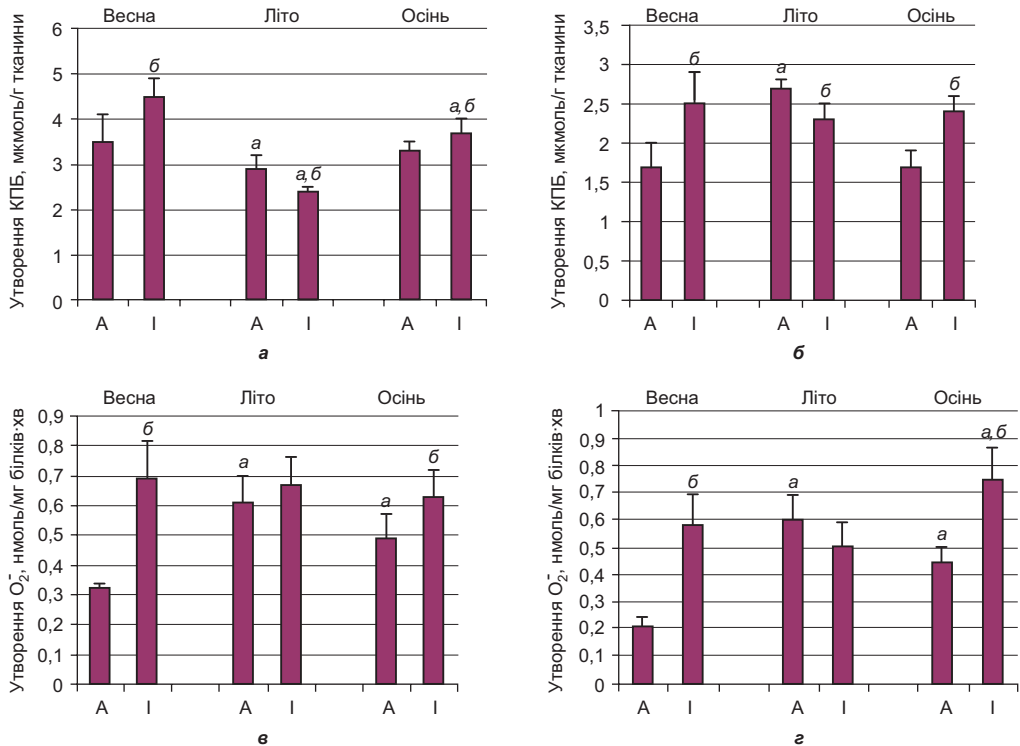 Весна Літо Осінь
Утворення КПБ, мкмоль/г тканини
6
5
4
3
2
1
0
б
а
а,б
а,б
А І А І А І
а
Весна Літо Осінь
Утворення КПБ, мкмоль/г тканини
3,5
3
2,5
2
1,5
1
0,5
0
б
а
б
б
А І А І А І
б
Весна Літо Осінь
Утворення O₂⁻, нмоль/мг білків·хв
0,9
0,8
0,7
0,6
0,5
0,4
0,3
0,2
0,1
0
б
а
а
б
А І А І А І
в
Весна Літо Осінь
Утворення O₂⁻, нмоль/мг білків·хв
1
0,9
0,8
0,7
0,6
0,5
0,4
0,3
0,2
0,1
0
б
а
а
а,б
А І А І А І
г